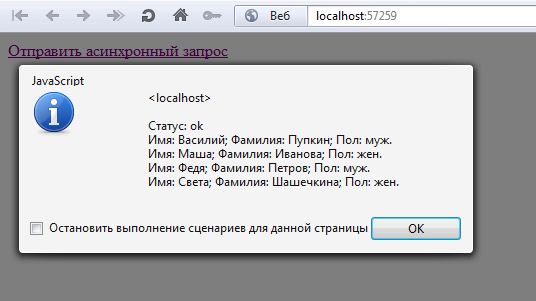 Веб
localhost:57259
Отправить асинхронный запрос
JavaScript
<localhost>
Статус: ok
Имя: Василий; Фамилия: Пупкин; Пол: муж.
Имя: Маша; Фамилия: Иванова; Пол: жен.
Имя: Федя; Фамилия: Петров; Пол: муж.
Имя: Света; Фамилия: Шашечкина; Пол: жен.
Остановить выполнение сценариев для данной страницы
OK